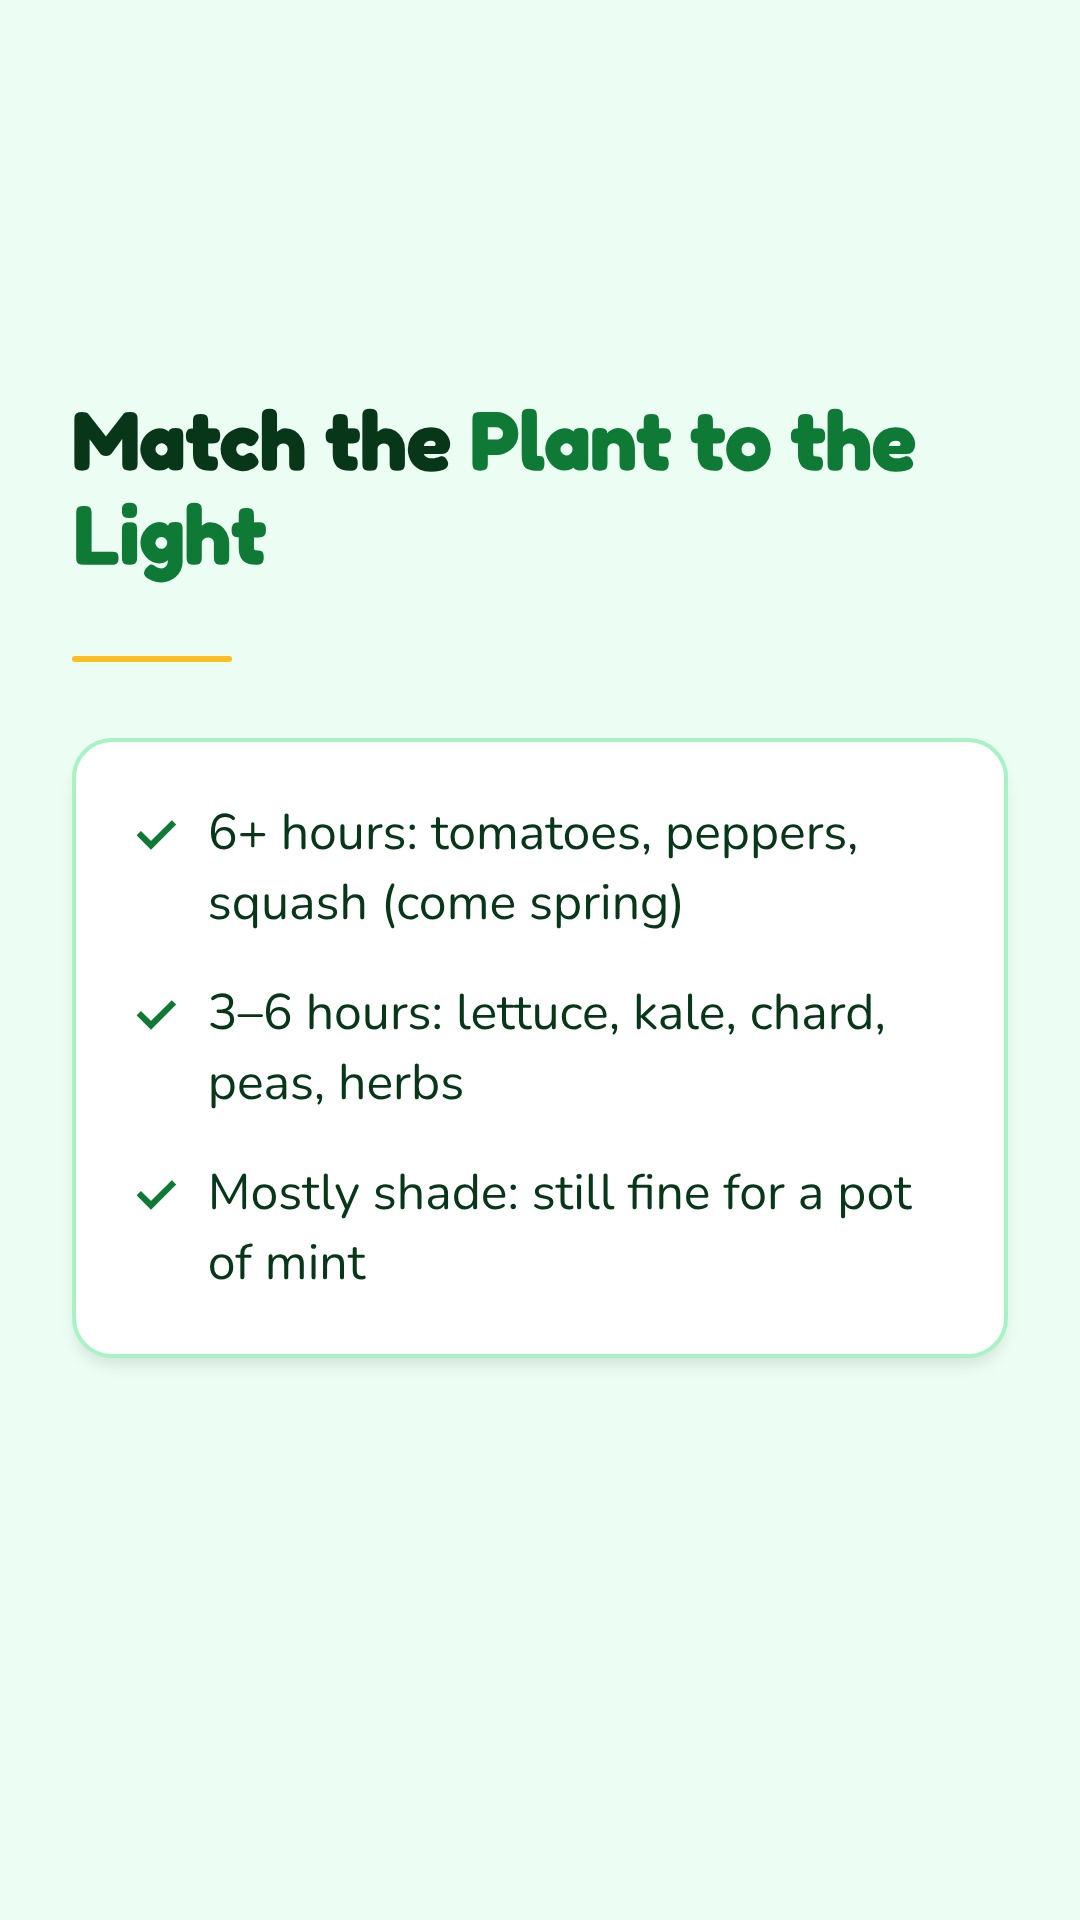 Match the Plant to the
Light
6+ hours: tomatoes, peppers,
squash (come spring)
3–6 hours: lettuce, kale, chard,
peas, herbs
Mostly shade: still fine for a pot
of mint